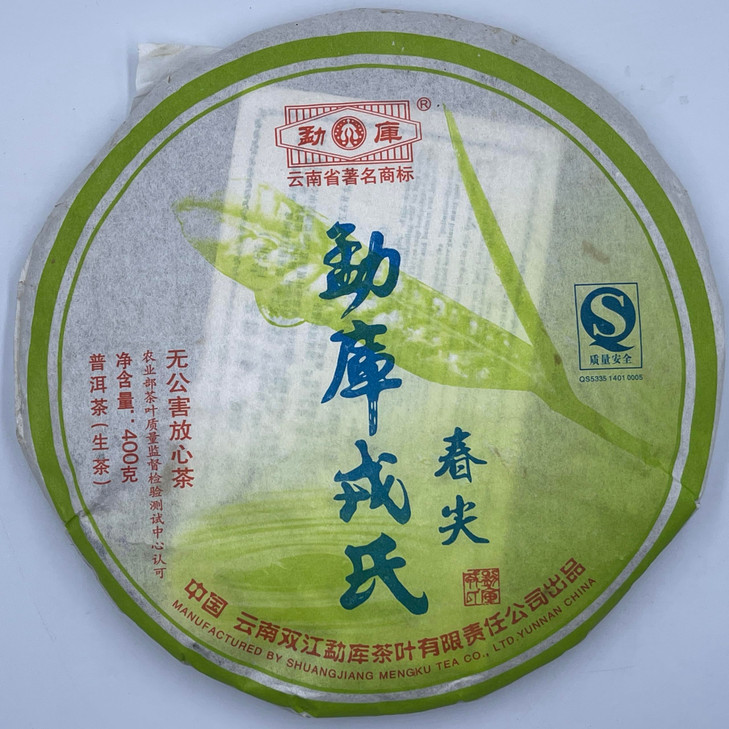 勐庫
®
云南省著名商标
勐庫戎氏
春尖
质量安全
QS5335 1401 0005
无公害放心茶
农业部茶叶质量监督检验测试中心认可
净含量：400克
普洱茶（生茶）
中国 云南双江勐库茶叶有限责任公司出品
MANUFACTURED BY SHUANGJIANG MENGKU TEA CO., LTD.YUNNAN CHINA